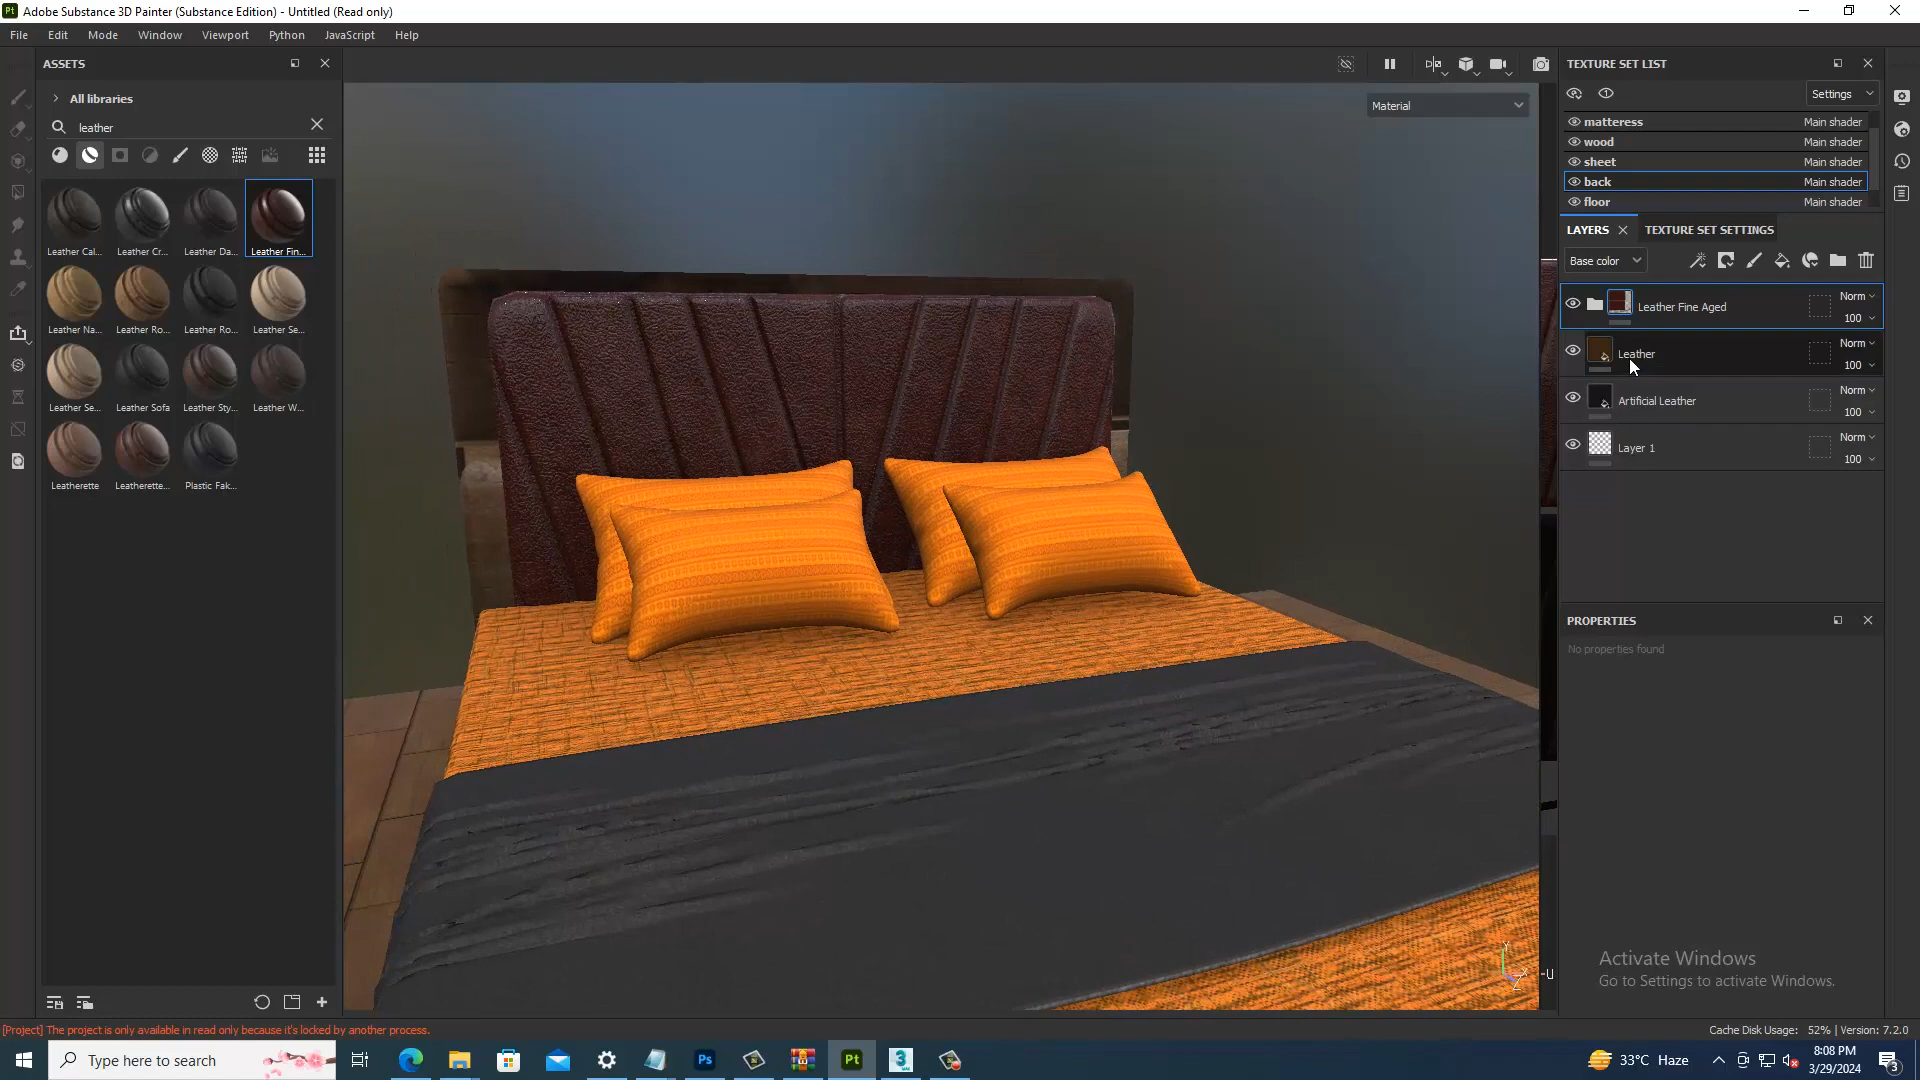 Adobe Substance 3D Painter (Substance Edition) - Untitled (Read only)
File Edit Mode Window Viewport Python JavaScript Help
ASSETS
All libraries
leather
Leather Cal... Leather Cr... Leather Da... Leather Fin...
Leather Na... Leather Ro... Leather Ro... Leather Se...
Leather Se... Leather Sofa Leather Sty... Leather W...
Leatherette Leatherette... Plastic Fak...
Material
TEXTURE SET LIST
Settings
matteress Main shader
wood Main shader
sheet Main shader
back Main shader
floor Main shader
LAYERS TEXTURE SET SETTINGS
Base color
Leather Fine Aged Norm 100
Leather Norm 100
Artificial Leather Norm 100
Layer 1 Norm 100
PROPERTIES
No properties found
Y
X
Z
-U
Activate Windows
Go to Settings to activate Windows.
[Project] The project is only available in read only because it's locked by another process.
Cache Disk Usage: 52% | Version: 7.2.0
Type here to search
Ps
Pt
3
33°C Haze
8:08 PM
3/29/2024
3